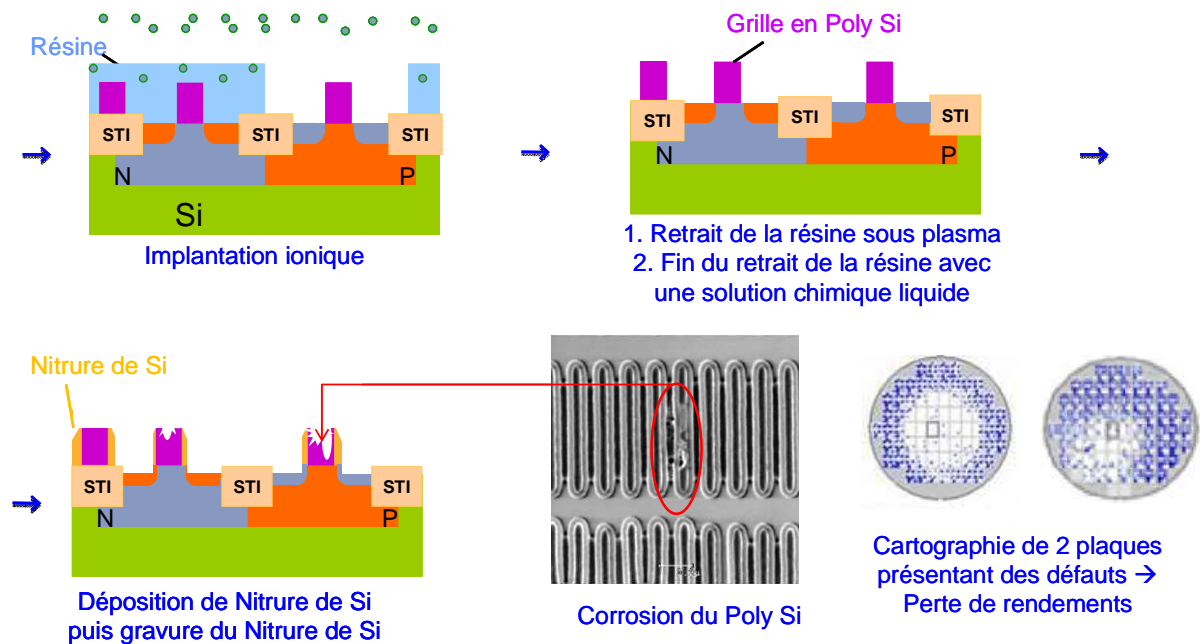 Résine
STI
STI
STI
N
P
Si
Implantation ionique
Grille en Poly Si
STI
STI
STI
N
P
1. Retrait de la résine sous plasma
2. Fin du retrait de la résine avec
une solution chimique liquide
Nitrure de Si
STI
STI
STI
N
P
Déposition de Nitrure de Si
puis gravure du Nitrure de Si
Corrosion du Poly Si
Cartographie de 2 plaques
présentant des défauts →
Perte de rendements